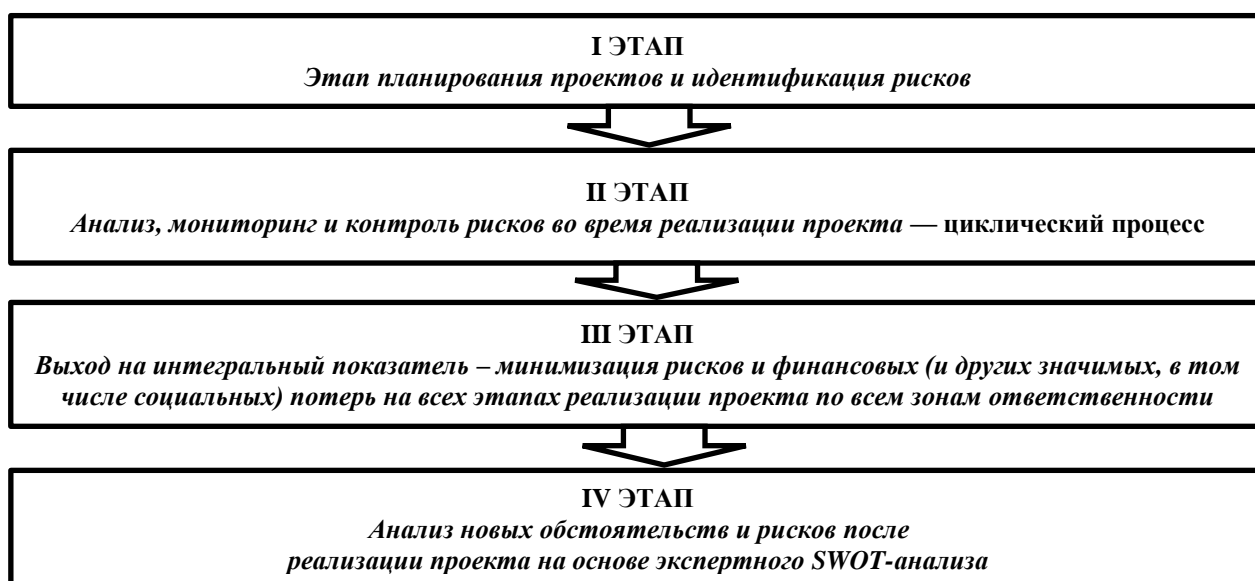 I ЭТАП
Этап планирования проектов и идентификация рисков
II ЭТАП
Анализ, мониторинг и контроль рисков во время реализации проекта — циклический процесс
III ЭТАП
Выход на интегральный показатель – минимизация рисков и финансовых (и других значимых, в том
числе социальных) потерь на всех этапах реализации проекта по всем зонам ответственности
IV ЭТАП
Анализ новых обстоятельств и рисков после
реализации проекта на основе экспертного SWOT-анализа